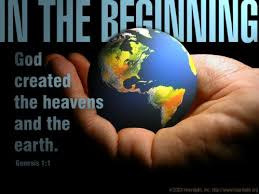 IN THE BEGINNING
God
created
the heavens
and the
earth.
Genesis 1:1